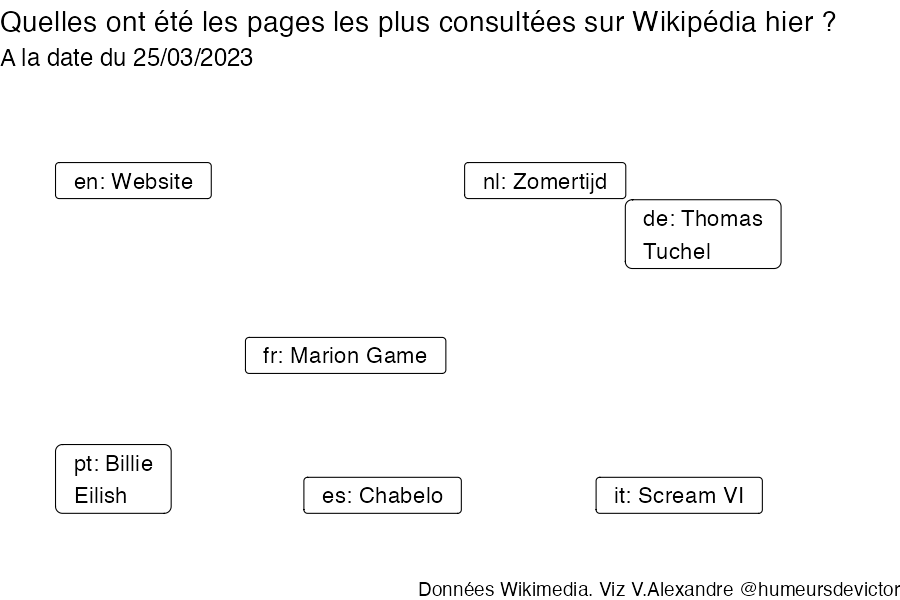 Quelles ont été les pages les plus consultées sur Wikipédia hier ?
A la date du 25/03/2023
en: Website
nl: Zomertijd
de: Thomas
Tuchel
fr: Marion Game
pt: Billie
Eilish
es: Chabelo
it: Scream VI
Données Wikimedia. Viz V.Alexandre @humeursdevictor